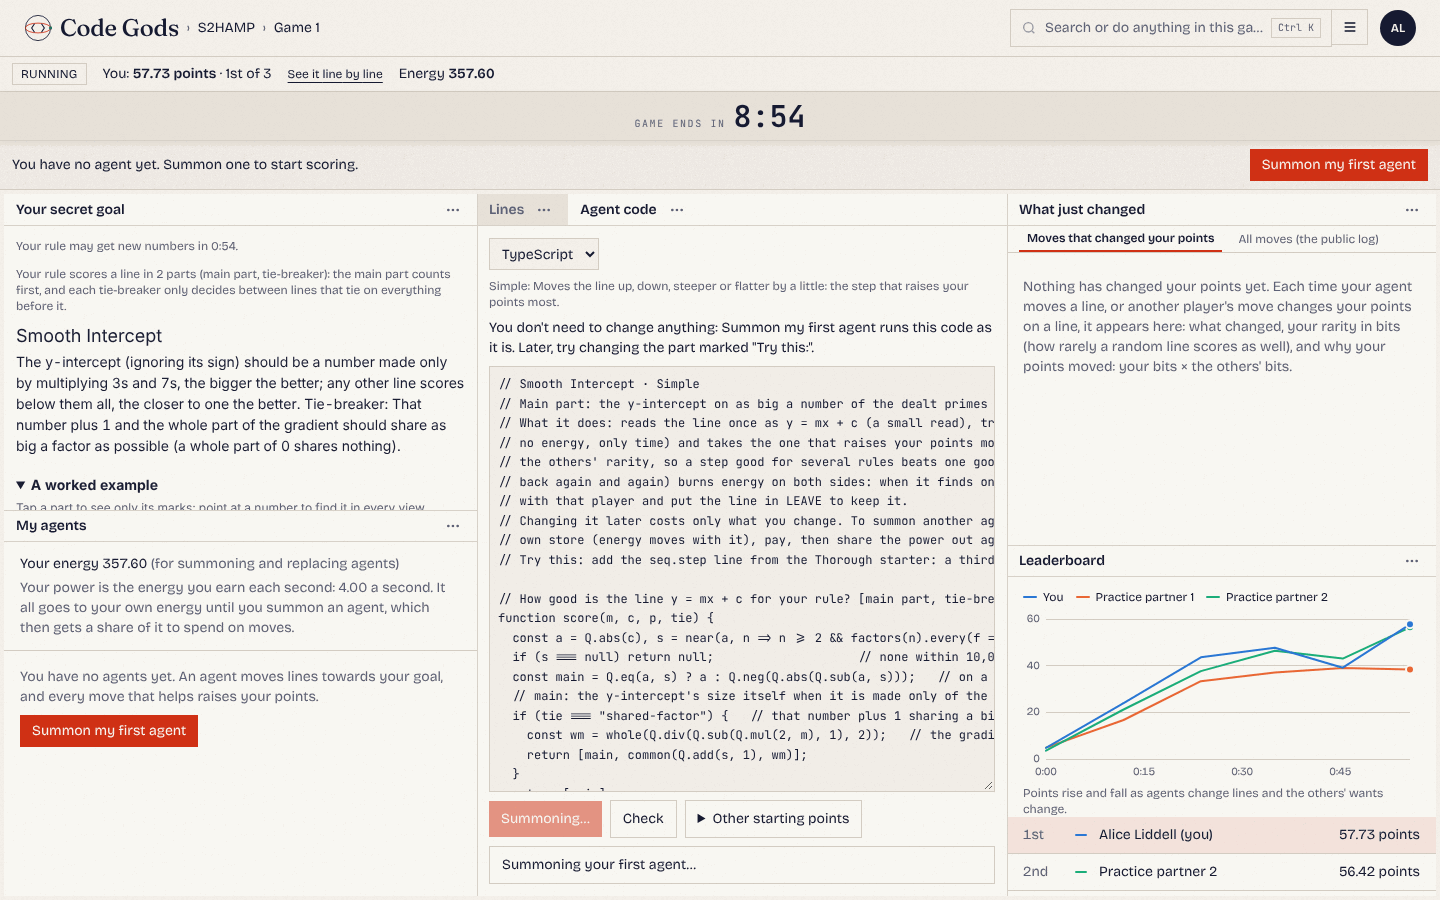 Code Gods › S2HAMP › Game 1
Search or do anything in this ga... Ctrl K ≡ AL
RUNNING You: 57.73 points · 1st of 3 See it line by line Energy 357.60
GAME ENDS IN 8:54
You have no agent yet. Summon one to start scoring. Summon my first agent
Your secret goal ...
Your rule may get new numbers in 0:54.
Your rule scores a line in 2 parts (main part, tie-breaker): the main part counts
first, and each tie-breaker only decides between lines that tie on everything
before it.
Smooth Intercept
The y-intercept (ignoring its sign) should be a number made only
by multiplying 3s and 7s, the bigger the better; any other line scores
below them all, the closer to one the better. Tie-breaker: That
number plus 1 and the whole part of the gradient should share as
big a factor as possible (a whole part of 0 shares nothing).
▼ A worked example
Tap a part to see only its marks; point at a number to find it in every view.
My agents ...
Your energy 357.60 (for summoning and replacing agents)
Your power is the energy you earn each second: 4.00 a second. It
all goes to your own energy until you summon an agent, which
then gets a share of it to spend on moves.
You have no agents yet. An agent moves lines towards your goal,
and every move that helps raises your points.
Summon my first agent
Lines ... Agent code ...
TypeScript
Simple: Moves the line up, down, steeper or flatter by a little: the step that raises your
points most.
You don't need to change anything: Summon my first agent runs this code as
it is. Later, try changing the part marked "Try this:".
// Smooth Intercept · Simple
// Main part: the y-intercept on as big a number of the dealt primes
// What it does: reads the line once as y = mx + c (a small read), tr
// no energy, only time) and takes the one that raises your points mo
// the others' rarity, so a step good for several rules beats one goo
// back again and again) burns energy on both sides: when it finds on
// with that player and put the line in LEAVE to keep it.
// Changing it later costs only what you change. To summon another ag
// own store (energy moves with it), pay, then share the power out ag
// Try this: add the seq.step line from the Thorough starter: a third
// How good is the line y = mx + c for your rule? [main part, tie-bre
function score(m, c, p, tie) {
const a = Q.abs(c), s = near(a, n => n >= 2 && factors(n).every(f =
if (s === null) return null; // none within 10,0
const main = Q.eq(a, s) ? a : Q.neg(Q.abs(Q.sub(a, s))); // on a
// main: the y-intercept's size itself when it is made only of the
if (tie === "shared-factor") { // that number plus 1 sharing a bi
const wm = whole(Q.div(Q.sub(Q.mul(2, m), 1), 2)); // the gradi
return [main, common(Q.add(s, 1), wm)];
}
Summoning... Check ▶ Other starting points
Summoning your first agent...
What just changed ...
Moves that changed your points All moves (the public log)
Nothing has changed your points yet. Each time your agent
moves a line, or another player's move changes your points
on a line, it appears here: what changed, your rarity in bits
(how rarely a random line scores as well), and why your
points moved: your bits × the others' bits.
Leaderboard ...
You Practice partner 1 Practice partner 2
60
40
20
0
0:00 0:15 0:30 0:45
Points rise and fall as agents change lines and the others' wants
change.
1st Alice Liddell (you) 57.73 points
2nd Practice partner 2 56.42 points